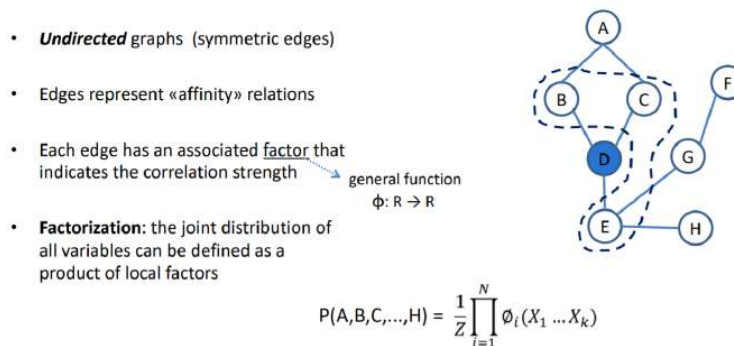 • Undirected graphs (symmetric edges)
• Edges represent «affinity» relations
• Each edge has an associated factor that
indicates the correlation strength
general function
ϕ: R → R
• Factorization: the joint distribution of
all variables can be defined as a
product of local factors
P(A,B,C,...,H) = 1/Z ∏_{i=1}^{N} ∅_i(X_1 ... X_k)
A
B
C
F
D
G
E
H